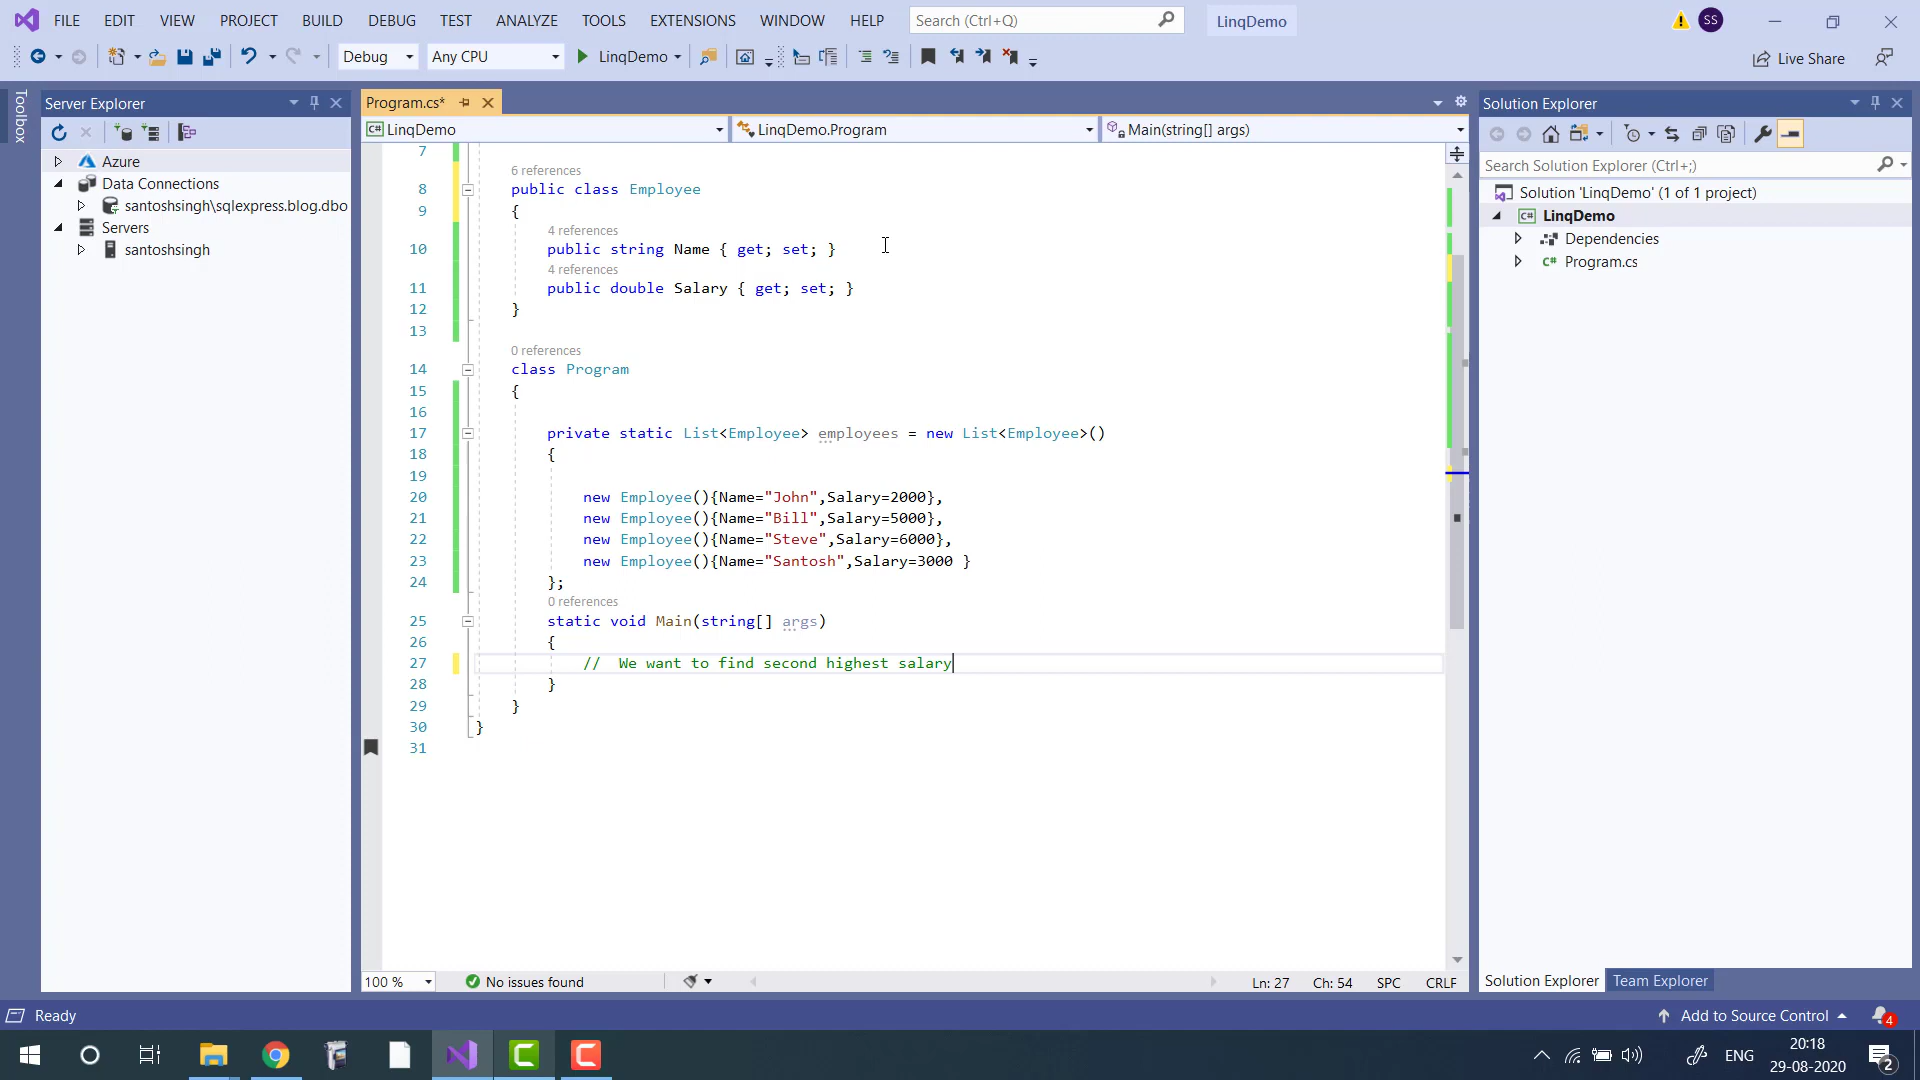 FILE EDIT VIEW PROJECT BUILD DEBUG TEST ANALYZE TOOLS EXTENSIONS WINDOW HELP Search (Ctrl+Q) LinqDemo SS
Debug Any CPU LinqDemo Live Share
Toolbox
Server Explorer
Azure
Data Connections
santoshsingh\sqlexpress.blog.dbo
Servers
santoshsingh
Program.cs*
LinqDemo LinqDemo.Program Main(string[] args)
7
6 references
8 public class Employee
9 {
4 references
10 public string Name { get; set; }
4 references
11 public double Salary { get; set; }
12 }
13
0 references
14 class Program
15 {
16
17 private static List<Employee> employees = new List<Employee>()
18 {
19
20 new Employee(){Name="John",Salary=2000},
21 new Employee(){Name="Bill",Salary=5000},
22 new Employee(){Name="Steve",Salary=6000},
23 new Employee(){Name="Santosh",Salary=3000 }
24 };
0 references
25 static void Main(string[] args)
26 {
27 // We want to find second highest salary
28 }
29 }
30 }
31
100 % No issues found Ln: 27 Ch: 54 SPC CRLF
Solution Explorer
Search Solution Explorer (Ctrl+;)
Solution 'LinqDemo' (1 of 1 project)
C# LinqDemo
Dependencies
C# Program.cs
Solution Explorer Team Explorer
Ready Add to Source Control 4
ENG 20:18
29-08-2020 2